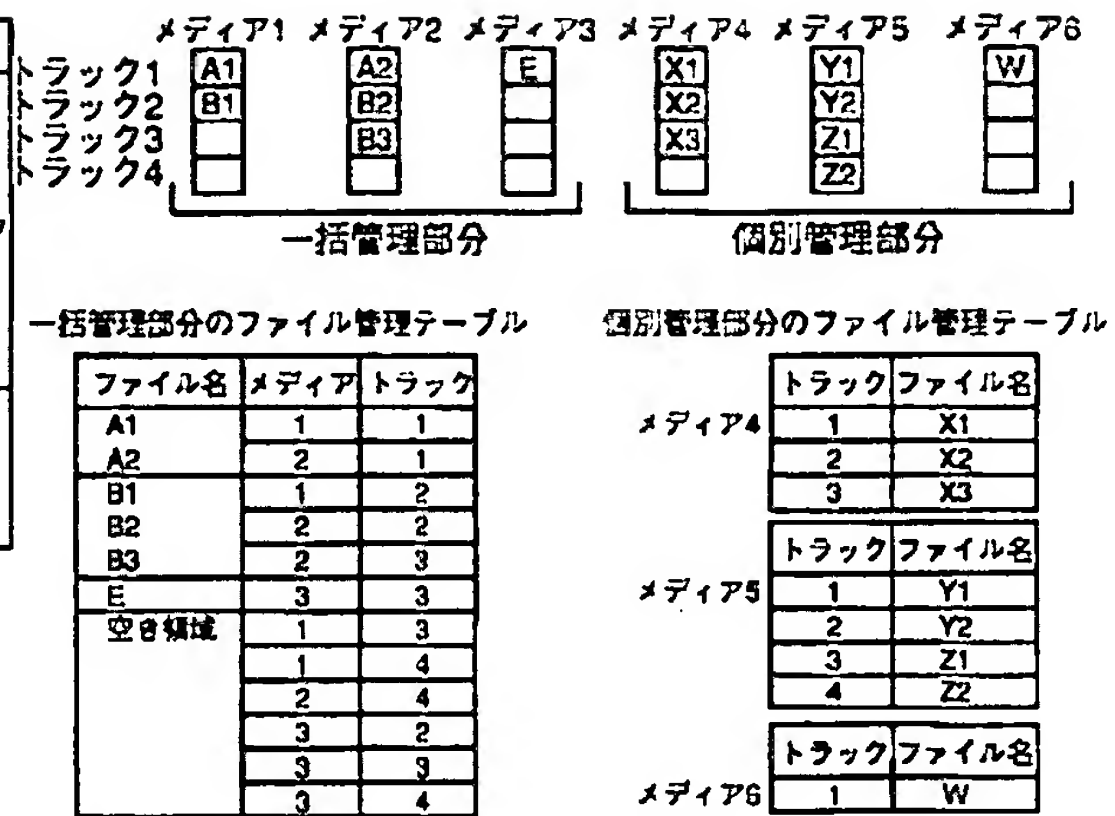 メディア1 メディア2 メディア3 メディア4 メディア5 メディア6
トラック1 A1 A2 E X1 Y1 W
トラック2 B1 B2 X2 Y2
トラック3 B3 X3 Z1
トラック4 Z2
一括管理部分 個別管理部分
一括管理部分のファイル管理テーブル
ファイル名 メディア トラック
A1 1 1
A2 2 1
B1 1 2
B2 2 2
B3 2 3
E 3 3
空き領域 1 3
1 4
2 4
3 2
3 3
3 4
個別管理部分のファイル管理テーブル
トラック ファイル名
メディア4 1 X1
2 X2
3 X3
トラック ファイル名
メディア5 1 Y1
2 Y2
3 Z1
4 Z2
トラック ファイル名
メディア6 1 W